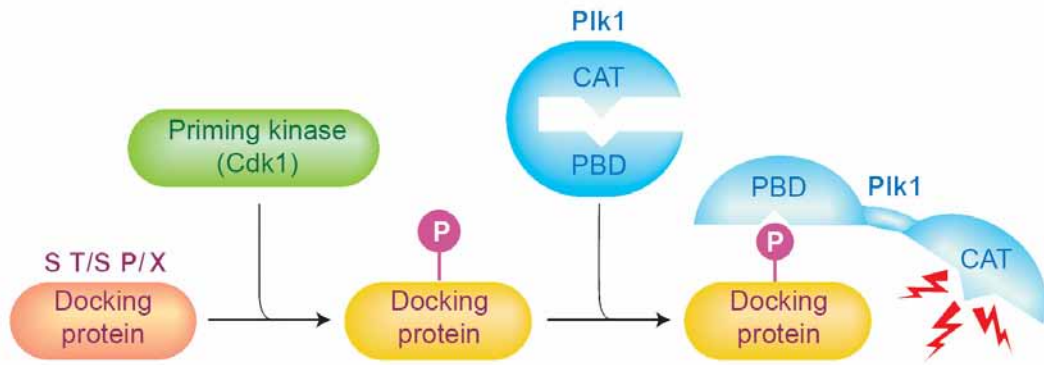 Plk1
CAT
PBD
Priming kinase
(Cdk1)
PBD
Plk1
CAT
P
P
S T/S P/X
Docking
protein
Docking
protein
Docking
protein